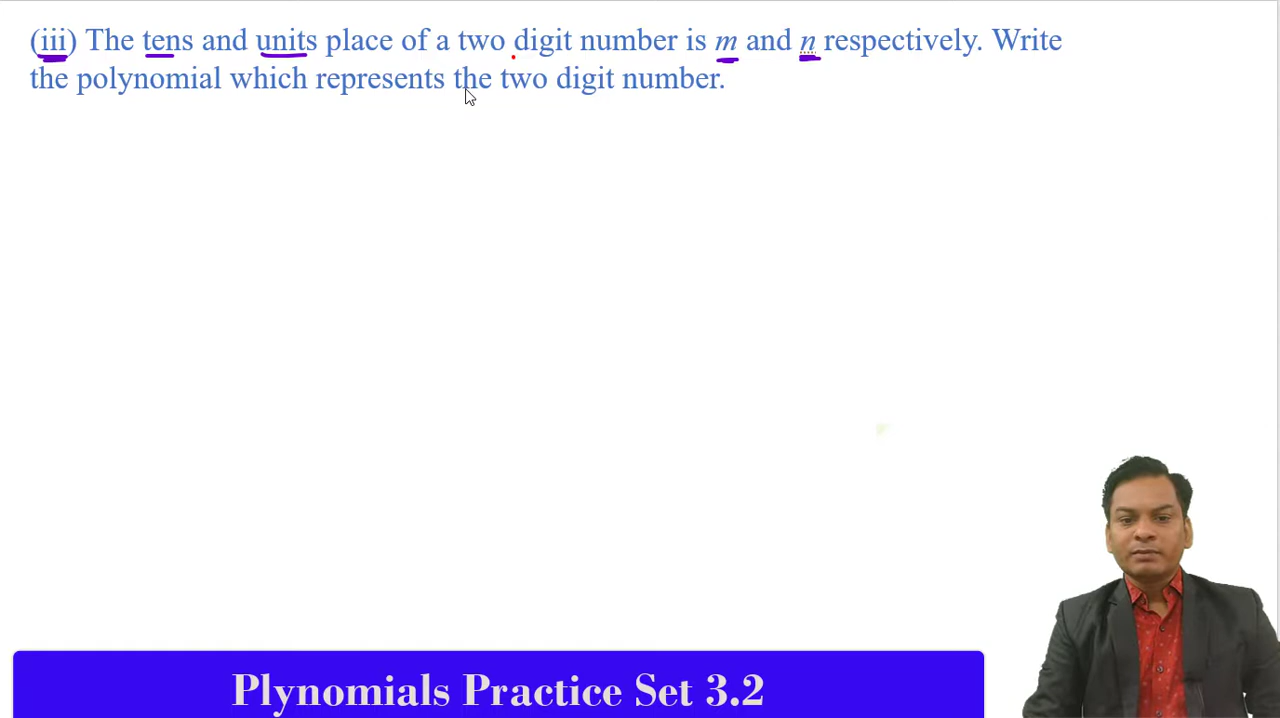 (iii) The tens and units place of a two digit number is m and n respectively. Write
the polynomial which represents the two digit number.
Plynomials Practice Set 3.2